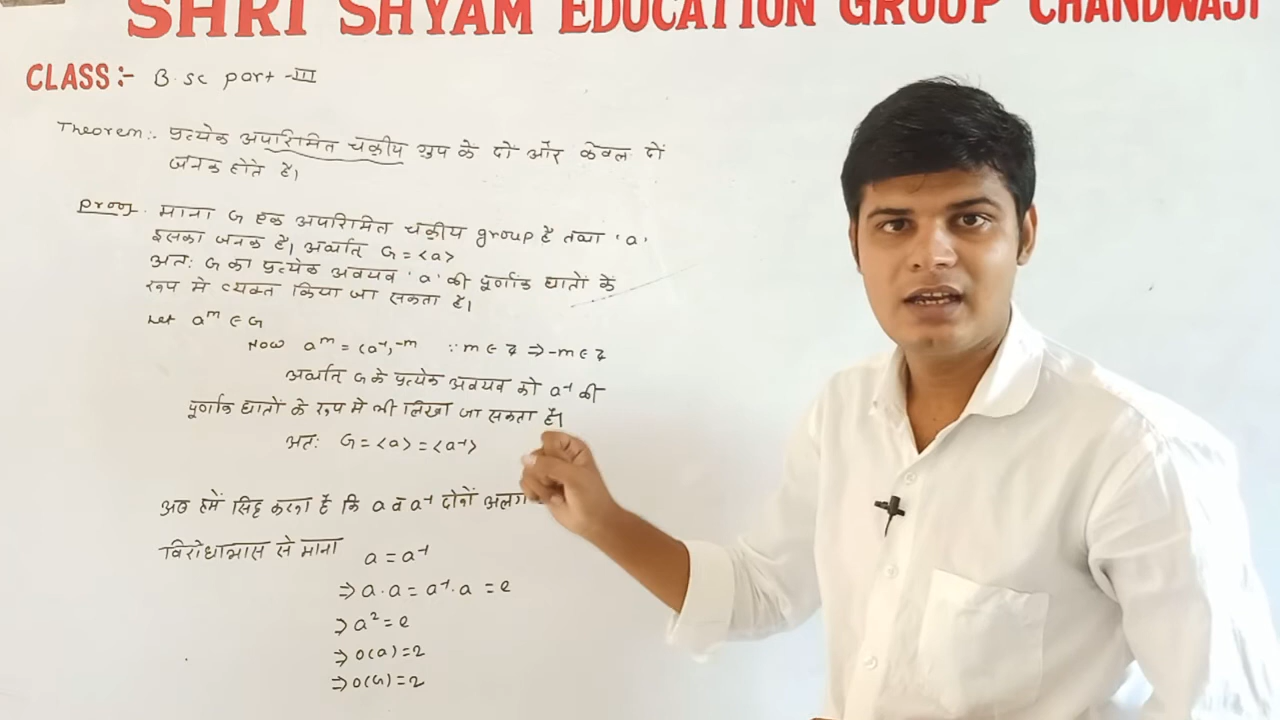 SHRI SHYAM EDUCATION GROUP CHANDWAJI
CLASS:- B.sc part-III
Theorem:- प्रत्येक अपरिमित चक्रीय ग्रुप के दो और केवल दो
जनक होते है।
Proof. माना G एक अपरिमित चक्रीय group है तथा 'a'
इसका जनक है। अर्थात G = <a>
अतः G का प्रत्येक अवयव 'a' की पूर्णांक घातों के
रूप मे व्यक्त किया जा सकता है।
Let a^m ∈ G
Now a^m = (a⁻¹)^-m ∵ m ∈ Z ⇒ -m ∈ Z
अर्थात G के प्रत्येक अवयव को a⁻¹ की
पूर्णांक घातों के रूप मे भी लिखा जा सकता है।
अतः G = <a> = <a⁻¹>
अब हमें सिद्ध करना है कि a व a⁻¹ दोनों अलग
विरोधाभास से माना a = a⁻¹
⇒ a·a = a⁻¹·a = e
⇒ a² = e
⇒ o(a) = 2
⇒ o(G) = 2